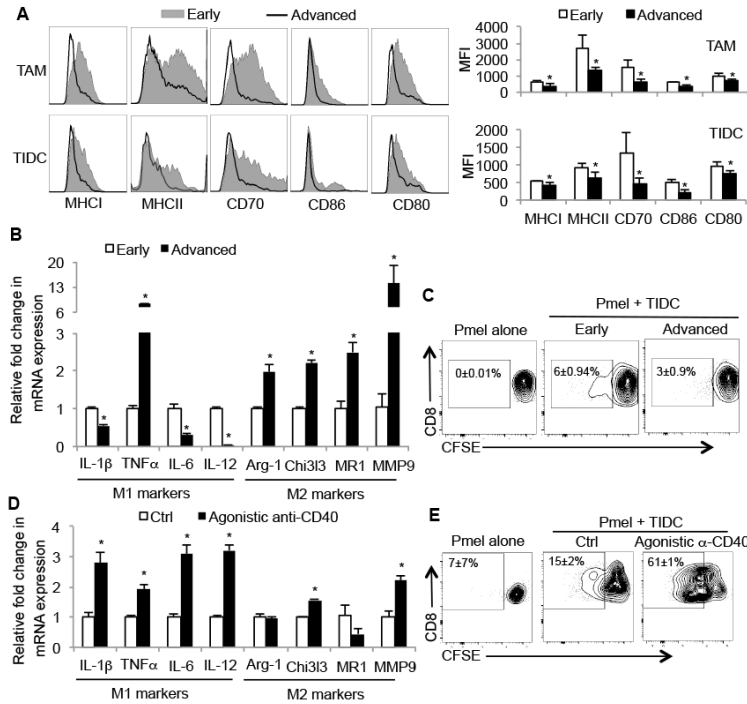 A
Early Advanced
TAM
TIDC
MHCI MHCII CD70 CD86 CD80
Early Advanced
MFI
4000
3000
2000
1000
0
TAM
* * * * *
MFI
2000
1500
1000
500
0
TIDC
* * * * *
MHCI MHCII CD70 CD86 CD80
B
Early Advanced
Relative fold change in
mRNA expression
20
13
6
3
2
1
0
* * * * * * * *
IL-1β TNFα IL-6 IL-12 Arg-1 Chi3l3 MR1 MMP9
M1 markers M2 markers
C
Pmel + TIDC
Pmel alone Early Advanced
0±0.01% 6±0.94% 3±0.9%
CD8
CFSE
D
Ctrl Agonistic anti-CD40
Relative fold change in
mRNA expression
4
3
2
1
0
* * * * * *
IL-1β TNFα IL-6 IL-12 Arg-1 Chi3l3 MR1 MMP9
M1 markers M2 markers
E
Pmel + TIDC
Pmel alone Ctrl Agonistic α-CD40
7±7% 15±2% 61±1%
CD8
CFSE